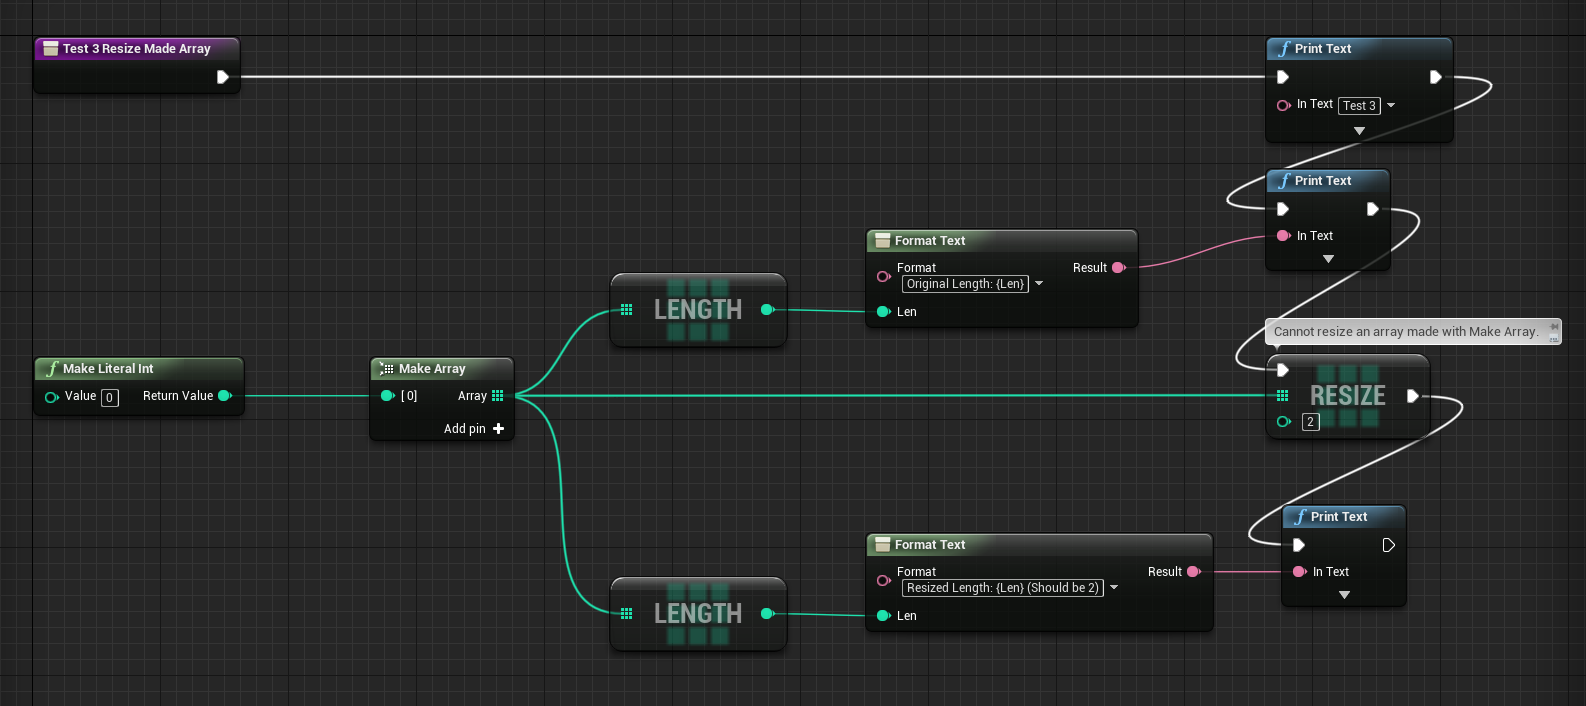 Test 3 Resize Made Array
Print Text
In Text Test 3
Print Text
In Text
Format Text
Format
Original Length: {Len}
Result
Len
LENGTH
Cannot resize an array made with Make Array.
RESIZE
2
Make Literal Int
Value 0 Return Value
Make Array
[ 0] Array
Add pin
LENGTH
Format Text
Format
Resized Length: {Len} (Should be 2)
Result
Len
Print Text
In Text